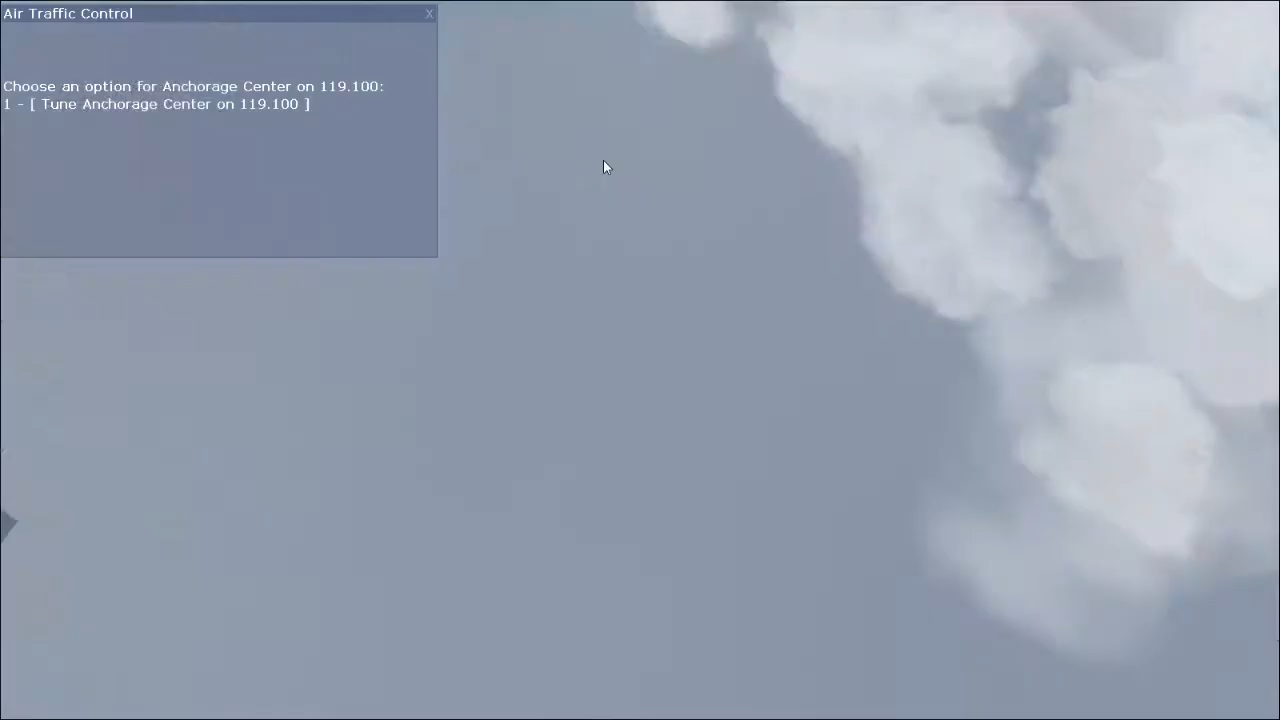 Air Traffic Control X
Choose an option for Anchorage Center on 119.100:
1 - [ Tune Anchorage Center on 119.100 ]